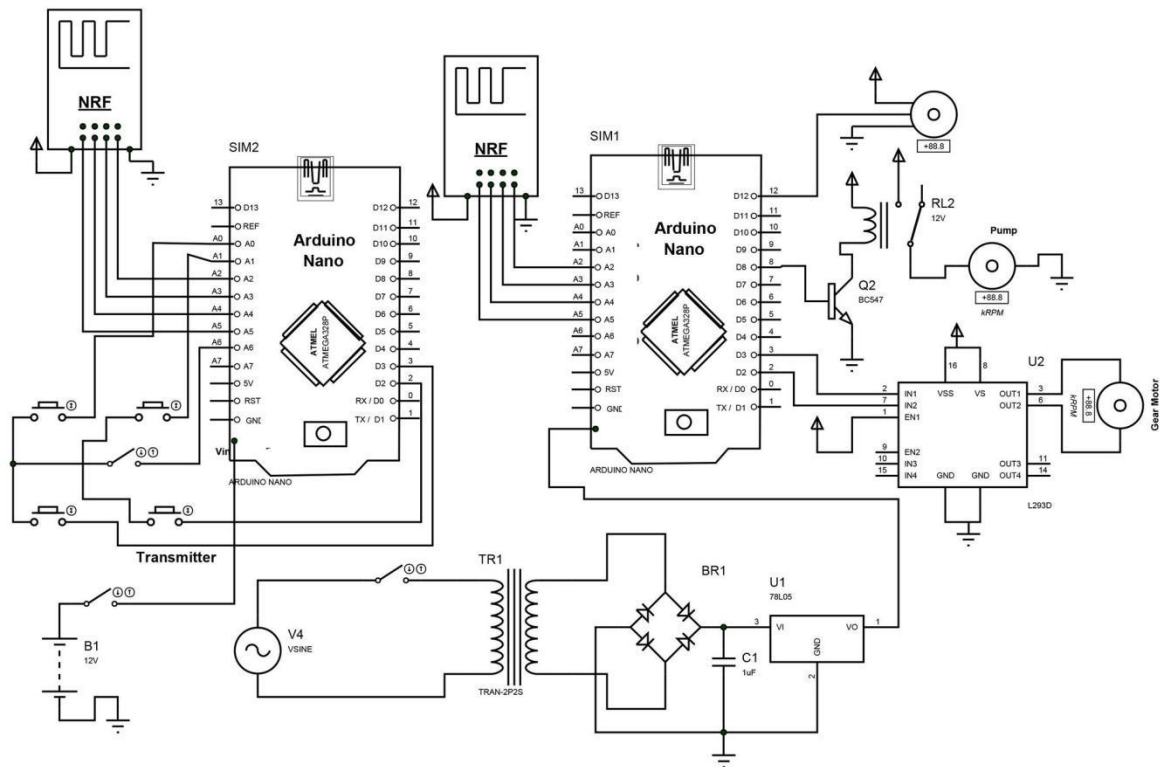 NRF
SIM2
Arduino
Nano
ATMEL
ATMEGA328P
13
D13
REF
A0
A0
A1
A1
A2
A2
A3
A3
A4
A4
A5
A5
A6
A6
A7
A7
5V
RST
GND
Vin
D12
12
D11
11
D10
10
D9
9
D8
8
D7
7
D6
6
D5
5
D4
4
D3
3
D2
2
RX / D0
0
TX / D1
1
ARDUINO NANO
NRF
SIM1
Arduino
Nano
ATMEL
ATMEGA328P
13
D13
REF
A0
A0
A1
A1
A2
A2
A3
A3
A4
A4
A5
A5
A6
A6
A7
A7
5V
RST
GND
D12
12
D11
11
D10
10
D9
9
D8
8
D7
7
D6
6
D5
5
D4
4
D3
3
D2
2
RX / D0
0
TX / D1
1
ARDUINO NANO
+88.8
RL2
12V
Pump
+88.8
kRPM
Q2
BC547
U2
16
8
VSS
VS
2
IN1
7
IN2
1
EN1
9
EN2
10
IN3
15
IN4
OUT1
3
OUT2
6
OUT3
11
OUT4
14
GND
GND
L293D
+88.8
kRPM
Gear Motor
Transmitter
B1
12V
V4
VSINE
TR1
TRAN-2P2S
BR1
C1
1uF
U1
78L05
3
VI
VO
1
GND
2